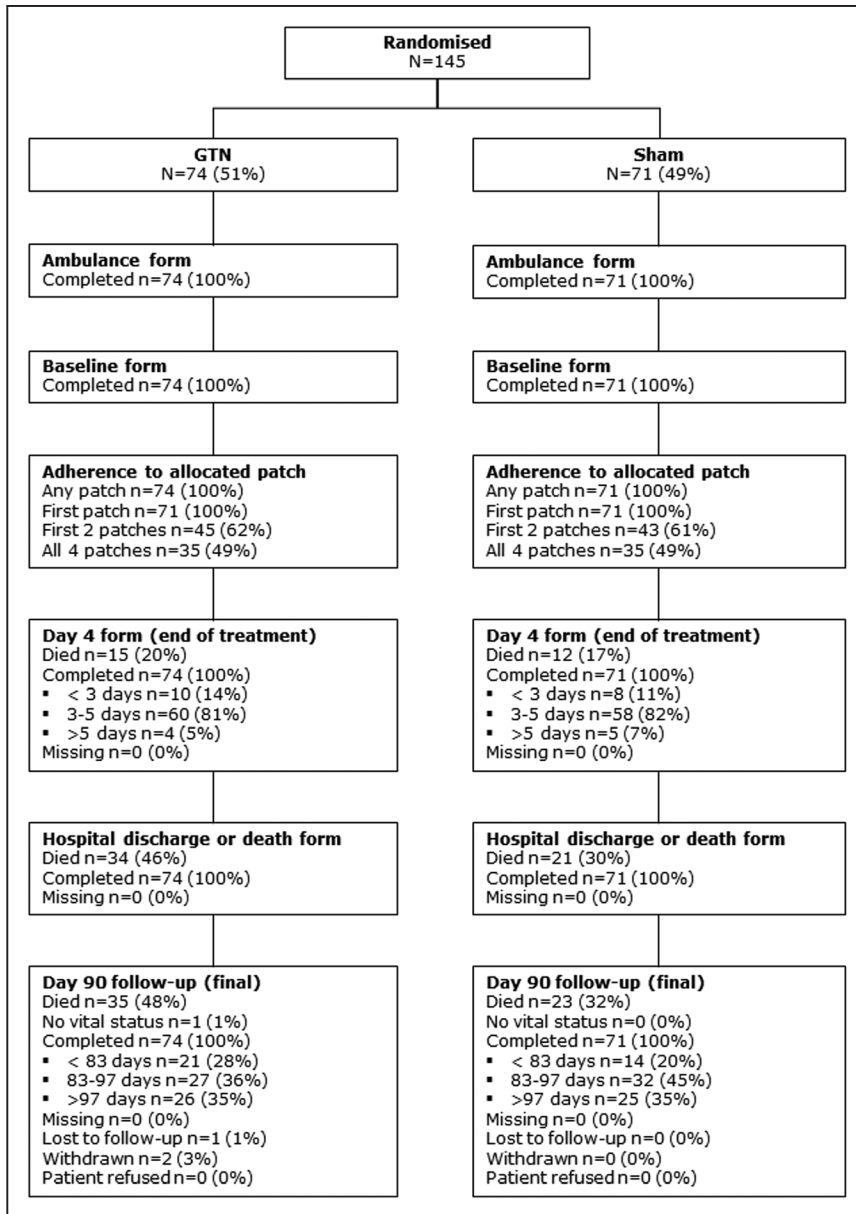 Randomised
N=145
GTN
N=74 (51%)
Sham
N=71 (49%)
Ambulance form
Completed n=74 (100%)
Ambulance form
Completed n=71 (100%)
Baseline form
Completed n=74 (100%)
Baseline form
Completed n=71 (100%)
Adherence to allocated patch
Any patch n=74 (100%)
First patch n=71 (100%)
First 2 patches n=45 (62%)
All 4 patches n=35 (49%)
Adherence to allocated patch
Any patch n=71 (100%)
First patch n=71 (100%)
First 2 patches n=43 (61%)
All 4 patches n=35 (49%)
Day 4 form (end of treatment)
Died n=15 (20%)
Completed n=74 (100%)
▪ < 3 days n=10 (14%)
▪ 3-5 days n=60 (81%)
▪ >5 days n=4 (5%)
Missing n=0 (0%)
Day 4 form (end of treatment)
Died n=12 (17%)
Completed n=71 (100%)
▪ < 3 days n=8 (11%)
▪ 3-5 days n=58 (82%)
▪ >5 days n=5 (7%)
Missing n=0 (0%)
Hospital discharge or death form
Died n=34 (46%)
Completed n=74 (100%)
Missing n=0 (0%)
Hospital discharge or death form
Died n=21 (30%)
Completed n=71 (100%)
Missing n=0 (0%)
Day 90 follow-up (final)
Died n=35 (48%)
No vital status n=1 (1%)
Completed n=74 (100%)
▪ < 83 days n=21 (28%)
▪ 83-97 days n=27 (36%)
▪ >97 days n=26 (35%)
Missing n=0 (0%)
Lost to follow-up n=1 (1%)
Withdrawn n=2 (3%)
Patient refused n=0 (0%)
Day 90 follow-up (final)
Died n=23 (32%)
No vital status n=0 (0%)
Completed n=71 (100%)
▪ < 83 days n=14 (20%)
▪ 83-97 days n=32 (45%)
▪ >97 days n=25 (35%)
Missing n=0 (0%)
Lost to follow-up n=0 (0%)
Withdrawn n=0 (0%)
Patient refused n=0 (0%)